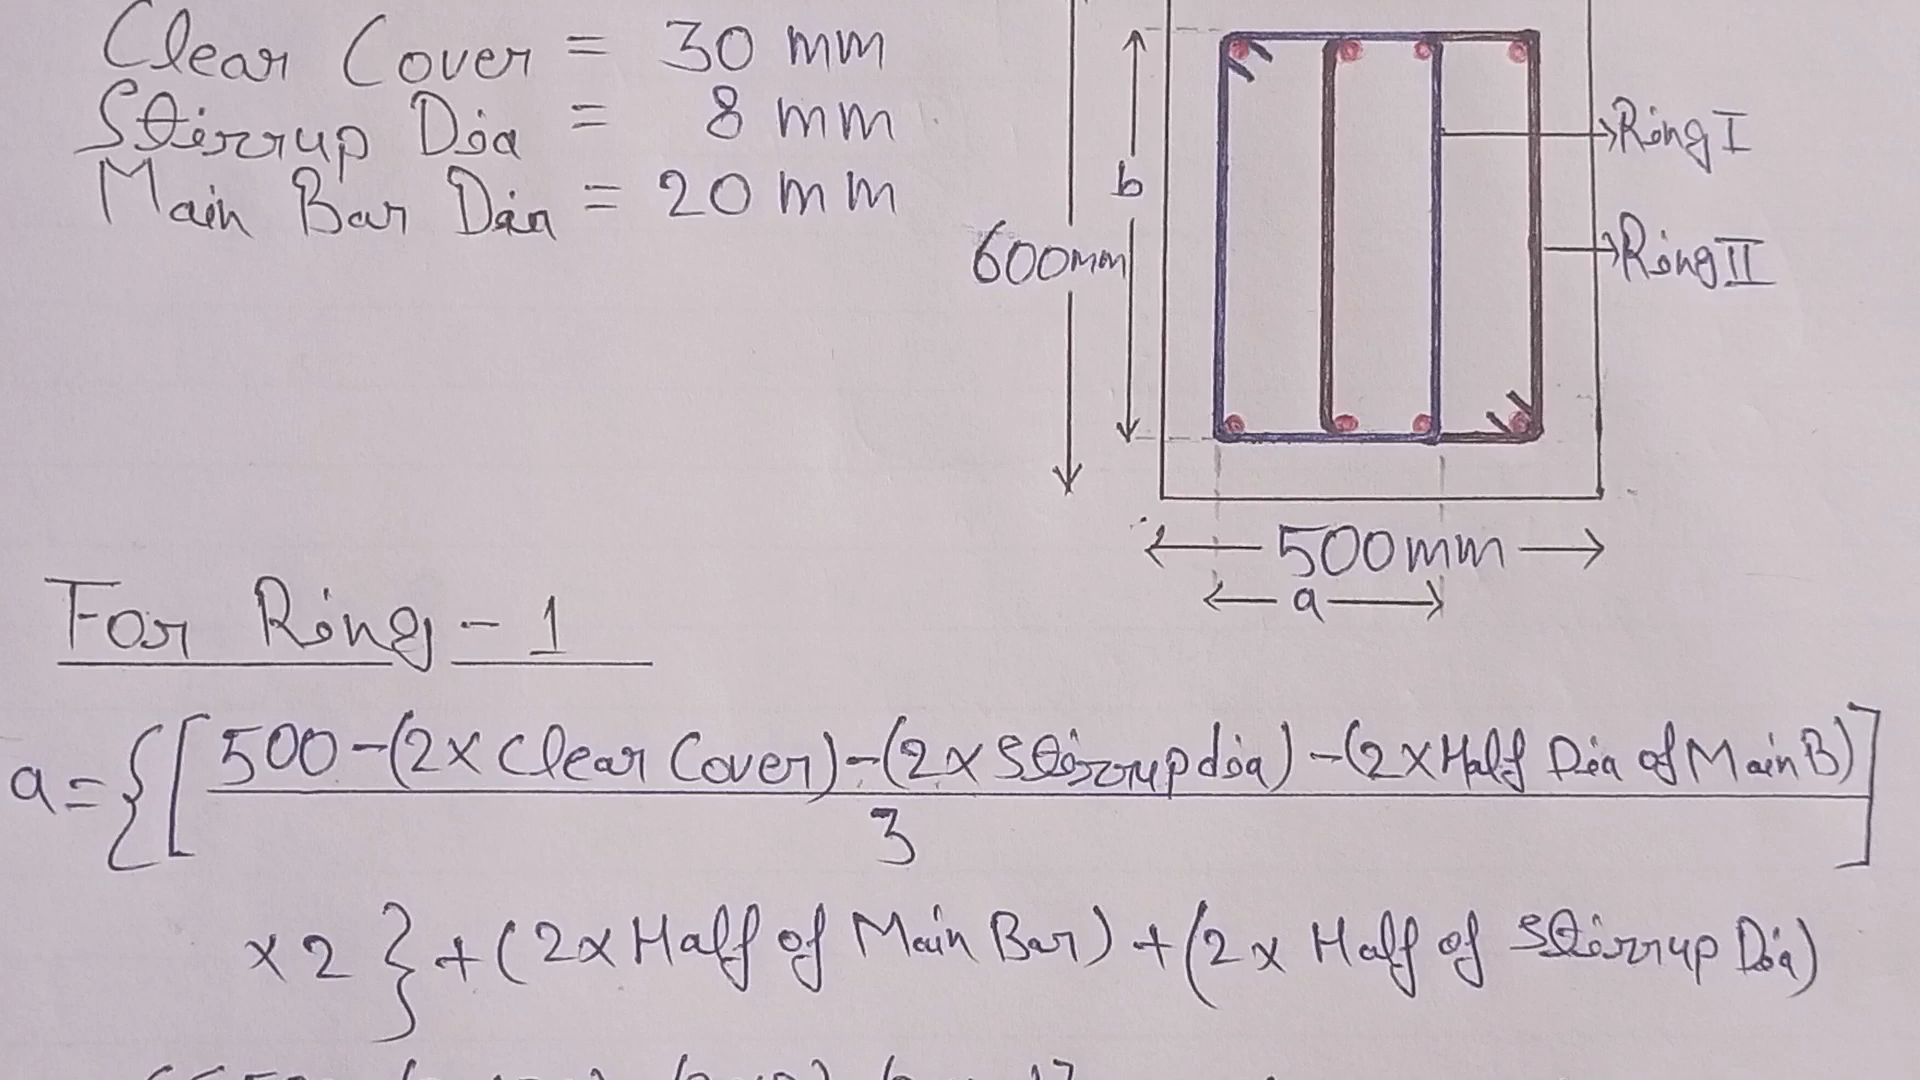 Clear Cover = 30 mm
Stirrup Dia = 8 mm
Main Bar Dia = 20 mm
b
600mm
Ring I
Ring II
500mm
a
For Ring - 1
a = {[500-(2×Clear Cover)-(2×Stirrup dia)-(2×Half Dia of Main B)]
3
×2} + (2×Half of Main Bar) + (2× Half of Stirrup Dia)